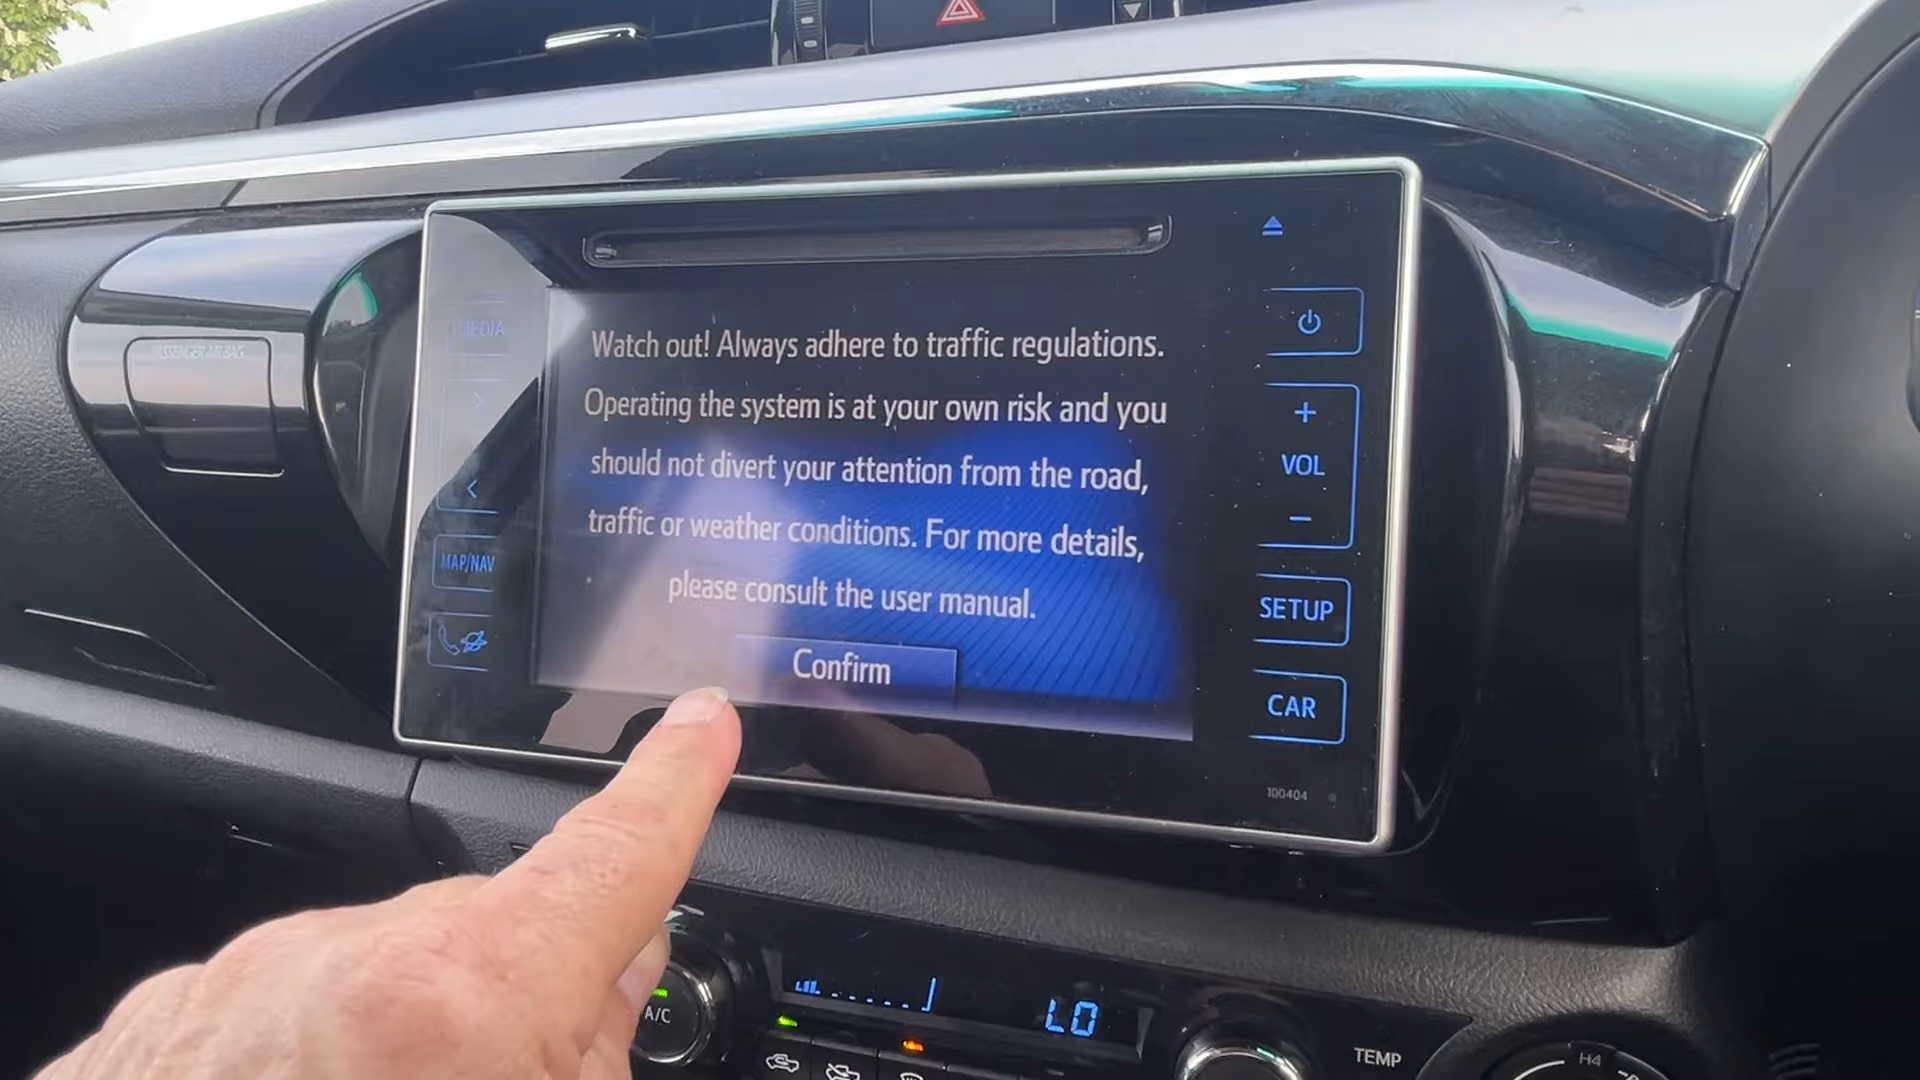 Watch out! Always adhere to traffic regulations.
Operating the system is at your own risk and you
should not divert your attention from the road,
traffic or weather conditions. For more details,
please consult the user manual.
Confirm
MEDIA
MAP/NAV
+
VOL
−
SETUP
CAR
100404
A/C
LO
TEMP
H4